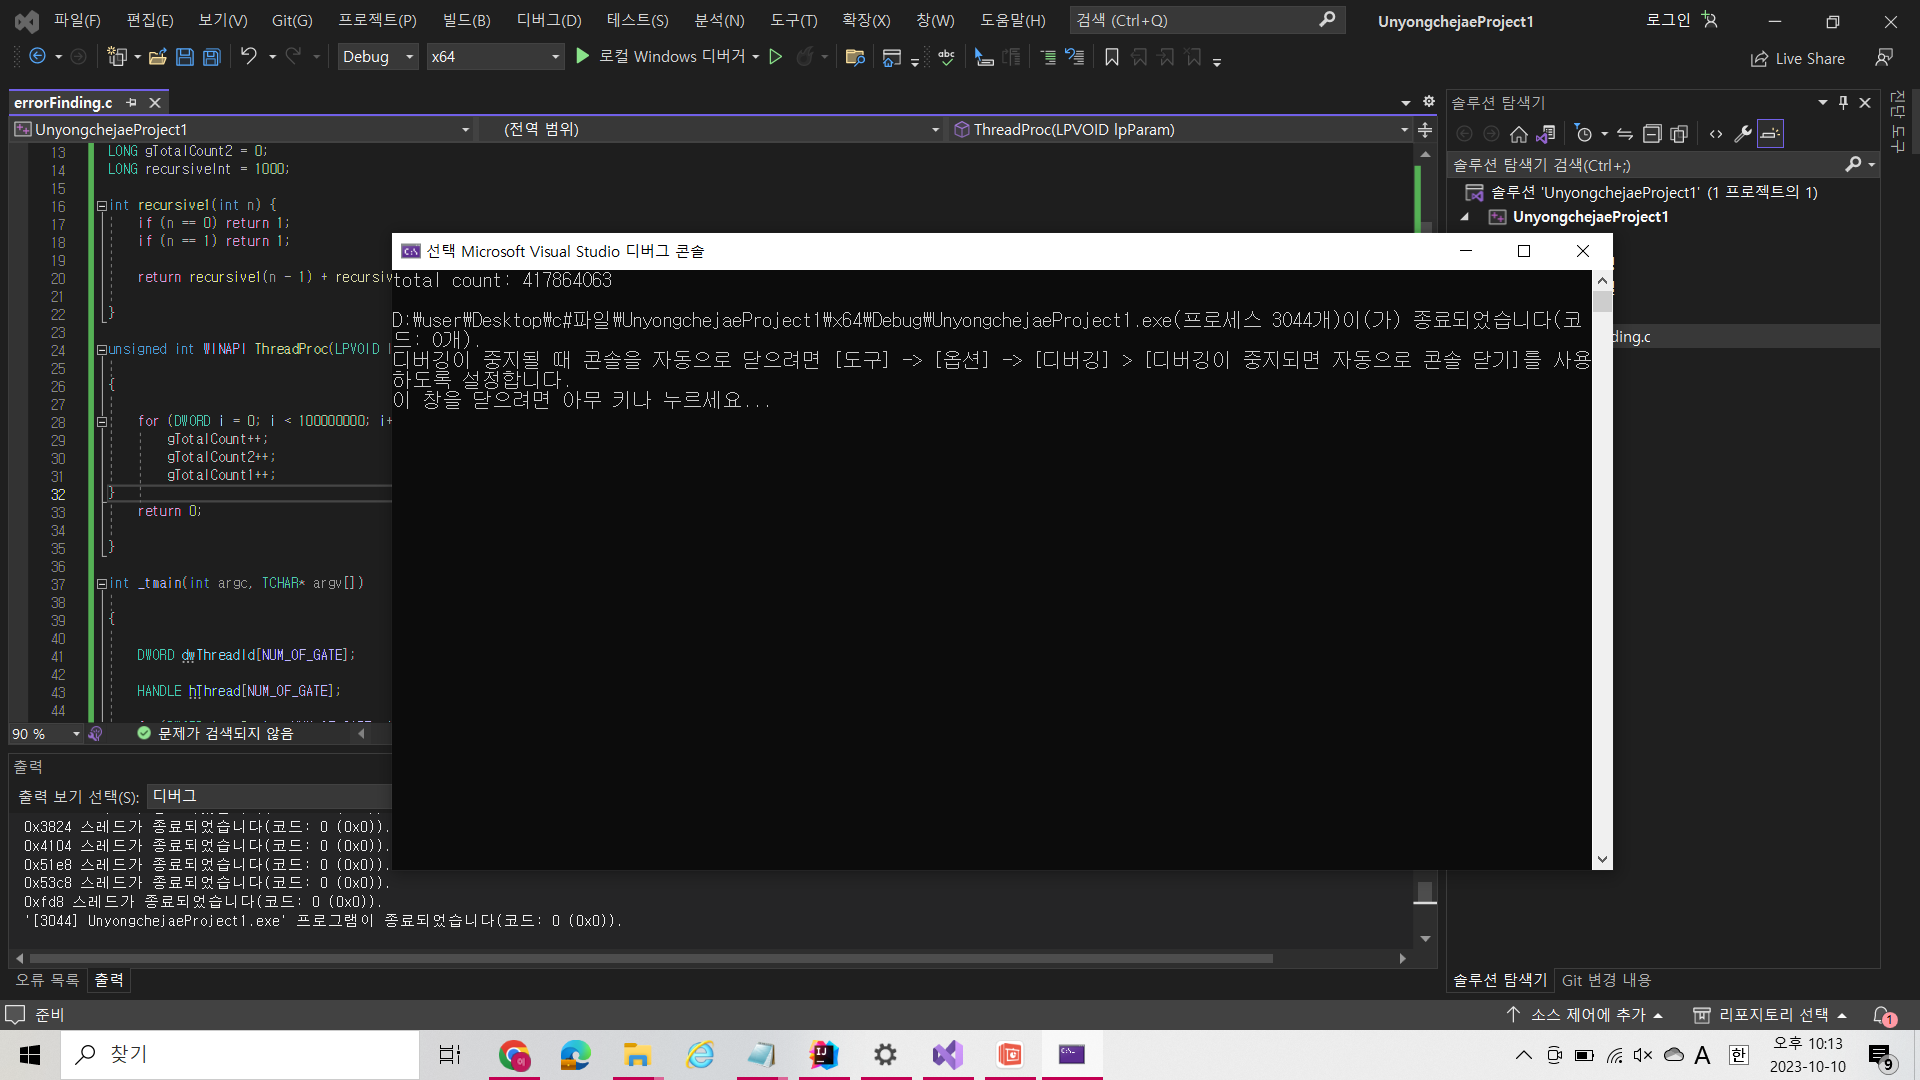 파일(F) 편집(E) 보기(V) Git(G) 프로젝트(P) 빌드(B) 디버그(D) 테스트(S) 분석(N) 도구(T) 확장(X) 창(W) 도움말(H) 검색 (Ctrl+Q) UnyongchejaeProject1 로그인
Debug x64 로컬 Windows 디버거 Live Share
errorFinding.c
UnyongchejaeProject1 (전역 범위) ThreadProc(LPVOID lpParam)
13 LONG gTotalCount2 = 0;
14 LONG recursiveInt = 1000;
15
16 int recursive1(int n) {
17 if (n == 0) return 1;
18 if (n == 1) return 1;
19
20 return recursive1(n - 1) + recursiv
21
22 }
23
24 unsigned int WINAPI ThreadProc(LPVOID l
25
26 {
27
28 for (DWORD i = 0; i < 100000000; i+
29 gTotalCount++;
30 gTotalCount2++;
31 gTotalCount1++;
32 }
33 return 0;
34
35 }
36
37 int _tmain(int argc, TCHAR* argv[])
38
39 {
40
41 DWORD dwThreadId[NUM_OF_GATE];
42
43 HANDLE hThread[NUM_OF_GATE];
44
90 % 문제가 검색되지 않음
선택 Microsoft Visual Studio 디버그 콘솔
total count: 417864063
D:₩user₩Desktop₩c#파일₩UnyongchejaeProject1₩x64₩Debug₩UnyongchejaeProject1.exe(프로세스 3044개)이(가) 종료되었습니다(코
드: 0개).
디버깅이 중지될 때 콘솔을 자동으로 닫으려면 [도구] -> [옵션] -> [디버깅] > [디버깅이 중지되면 자동으로 콘솔 닫기]를 사용
하도록 설정합니다.
이 창을 닫으려면 아무 키나 누르세요...
출력
출력 보기 선택(S): 디버그
0x3824 스레드가 종료되었습니다(코드: 0 (0x0)).
0x4104 스레드가 종료되었습니다(코드: 0 (0x0)).
0x51e8 스레드가 종료되었습니다(코드: 0 (0x0)).
0x53c8 스레드가 종료되었습니다(코드: 0 (0x0)).
0xfd8 스레드가 종료되었습니다(코드: 0 (0x0)).
'[3044] UnyongchejaeProject1.exe' 프로그램이 종료되었습니다(코드: 0 (0x0)).
오류 목록 출력
솔루션 탐색기
솔루션 탐색기 검색(Ctrl+;)
솔루션 'UnyongchejaeProject1' (1 프로젝트의 1)
UnyongchejaeProject1
ding.c
솔루션 탐색기 Git 변경 내용
진단 도구
준비 소스 제어에 추가 리포지토리 선택 1
찾기 A 한 오후 10:13
2023-10-10 9